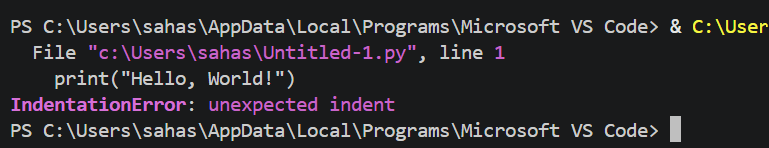 PS C:\Users\sahas\AppData\Local\Programs\Microsoft VS Code> & C:\User
File "c:\Users\sahas\Untitled-1.py", line 1
print("Hello, World!")
IndentationError: unexpected indent
PS C:\Users\sahas\AppData\Local\Programs\Microsoft VS Code>